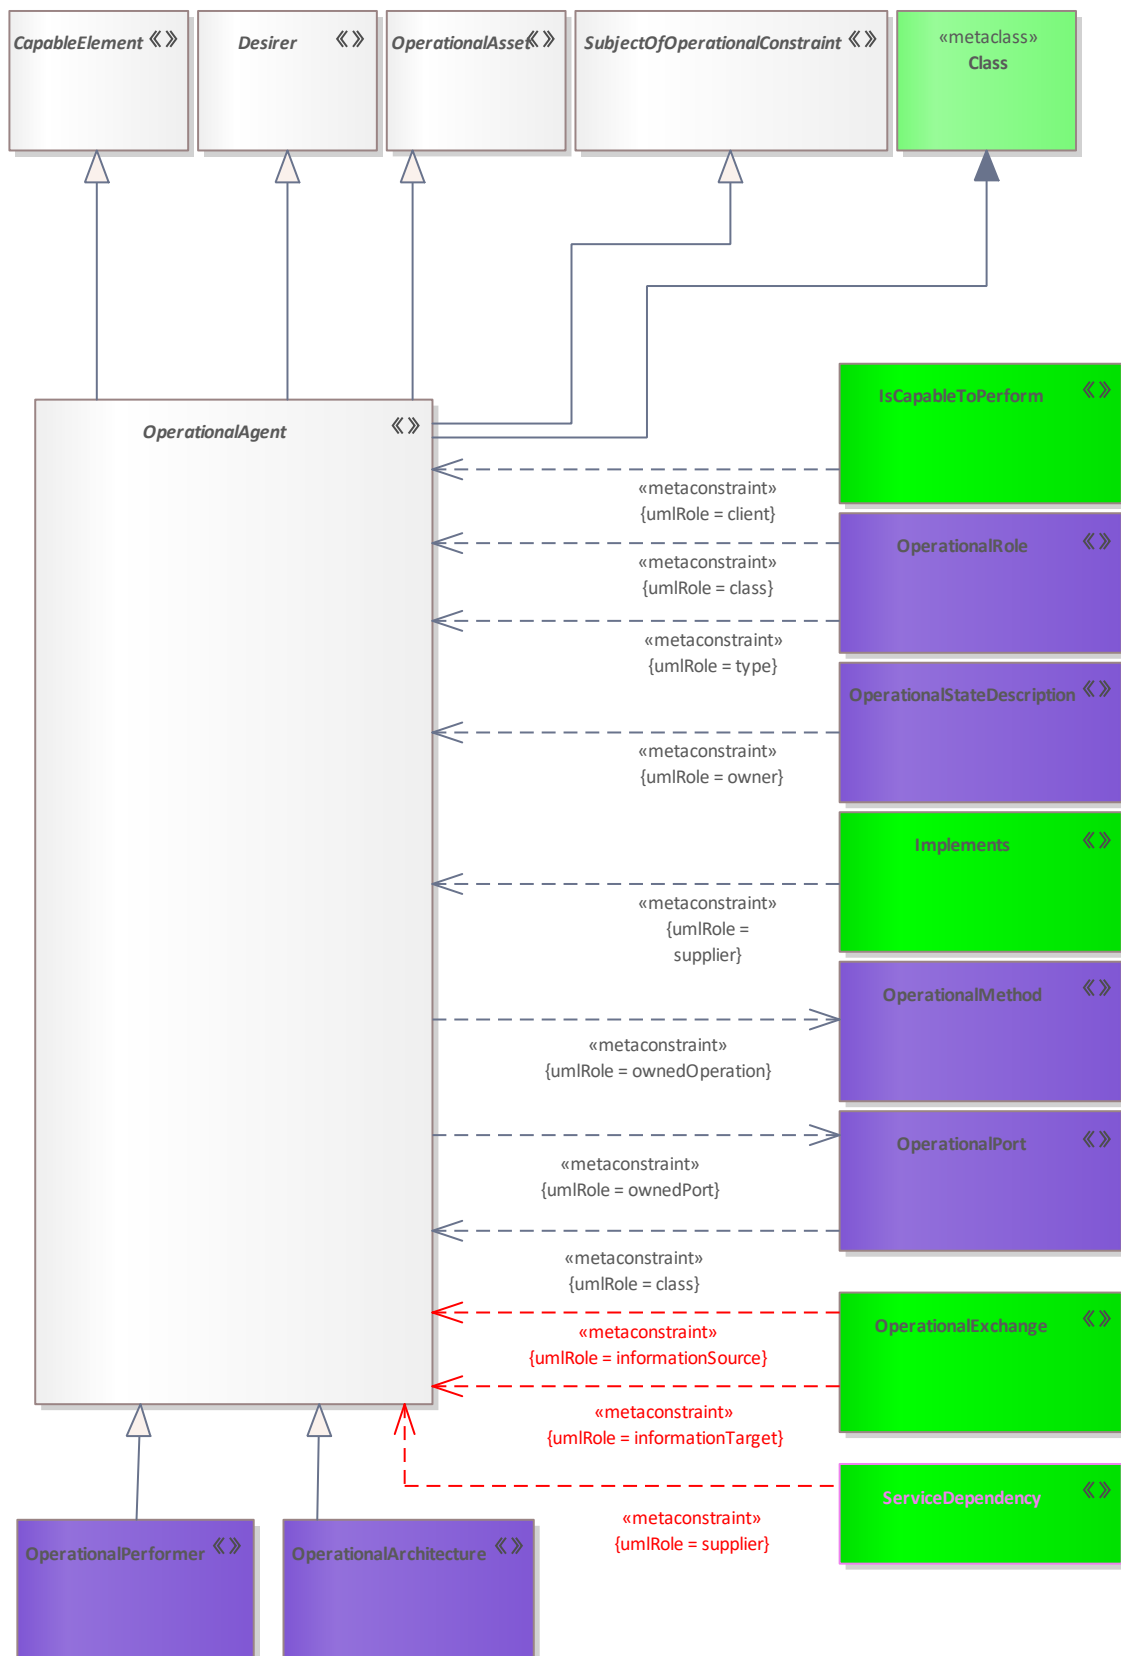 CapableElement «»
Desirer «»
OperationalAsset «»
SubjectOfOperationalConstraint «»
«metaclass»
Class
OperationalAgent «»
IsCapableToPerform «»
«metaconstraint»
{umlRole = client}
OperationalRole «»
«metaconstraint»
{umlRole = class}
«metaconstraint»
{umlRole = type}
OperationalStateDescription «»
«metaconstraint»
{umlRole = owner}
Implements «»
«metaconstraint»
{umlRole =
supplier}
OperationalMethod «»
«metaconstraint»
{umlRole = ownedOperation}
OperationalPort «»
«metaconstraint»
{umlRole = ownedPort}
«metaconstraint»
{umlRole = class}
OperationalExchange «»
«metaconstraint»
{umlRole = informationSource}
«metaconstraint»
{umlRole = informationTarget}
ServiceDependency «»
«metaconstraint»
{umlRole = supplier}
OperationalPerformer «»
OperationalArchitecture «»